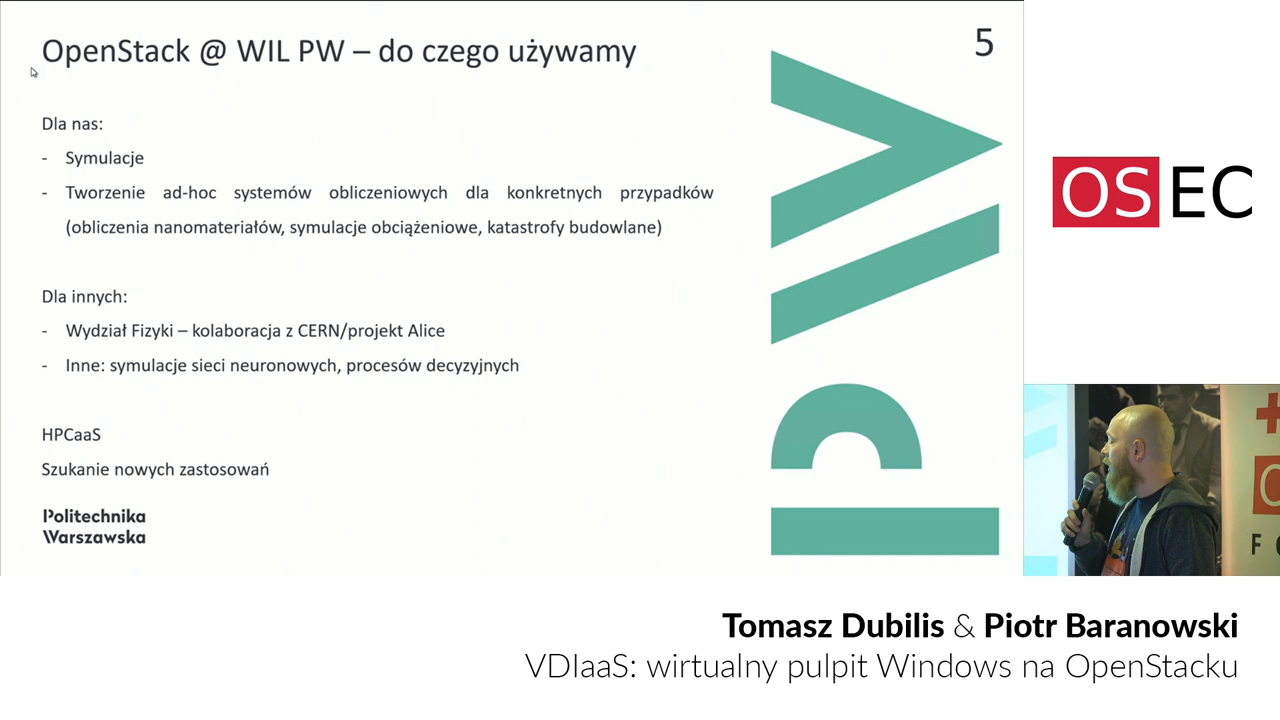 OpenStack @ WIL PW – do czego używamy
5
Dla nas:
- Symulacje
- Tworzenie ad-hoc systemów obliczeniowych dla konkretnych przypadków
(obliczenia nanomateriałów, symulacje obciążeniowe, katastrofy budowlane)
Dla innych:
- Wydział Fizyki – kolaboracja z CERN/projekt Alice
- Inne: symulacje sieci neuronowych, procesów decyzyjnych
HPCaaS
Szukanie nowych zastosowań
Politechnika
Warszawska
PW
OSEC
Tomasz Dubilis & Piotr Baranowski
VDIaaS: wirtualny pulpit Windows na OpenStacku